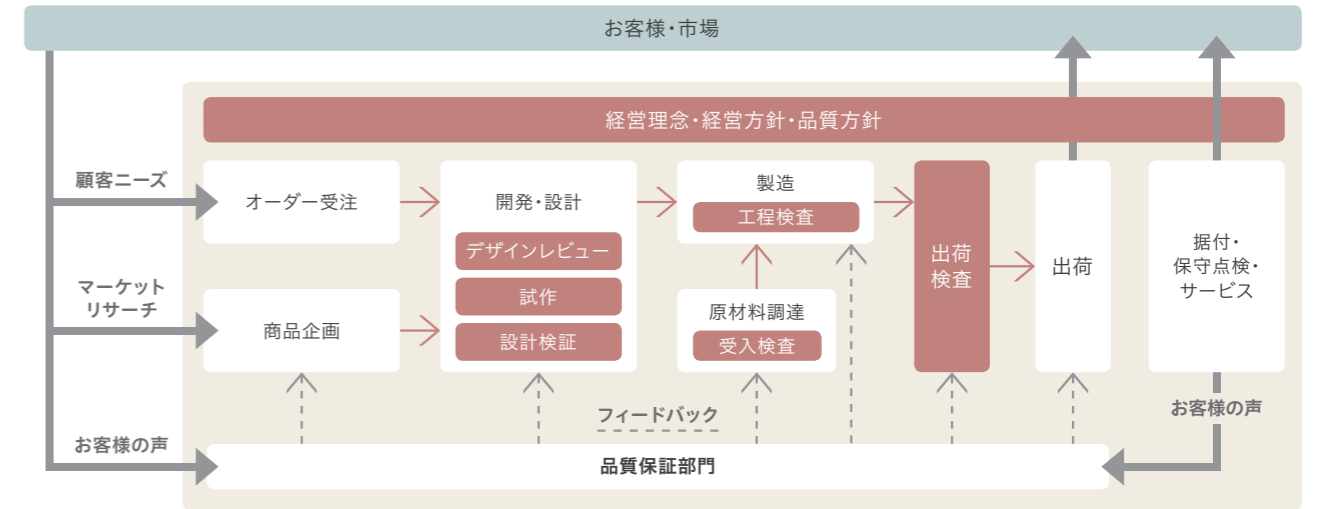 お客様・市場
経営理念・経営方針・品質方針
顧客ニーズ
オーダー受注
マーケット
リサーチ
商品企画
開発・設計
デザインレビュー
試作
設計検証
製造
工程検査
原材料調達
受入検査
出荷
検査
出荷
据付・
保守点検・
サービス
フィードバック
お客様の声
お客様の声
品質保証部門